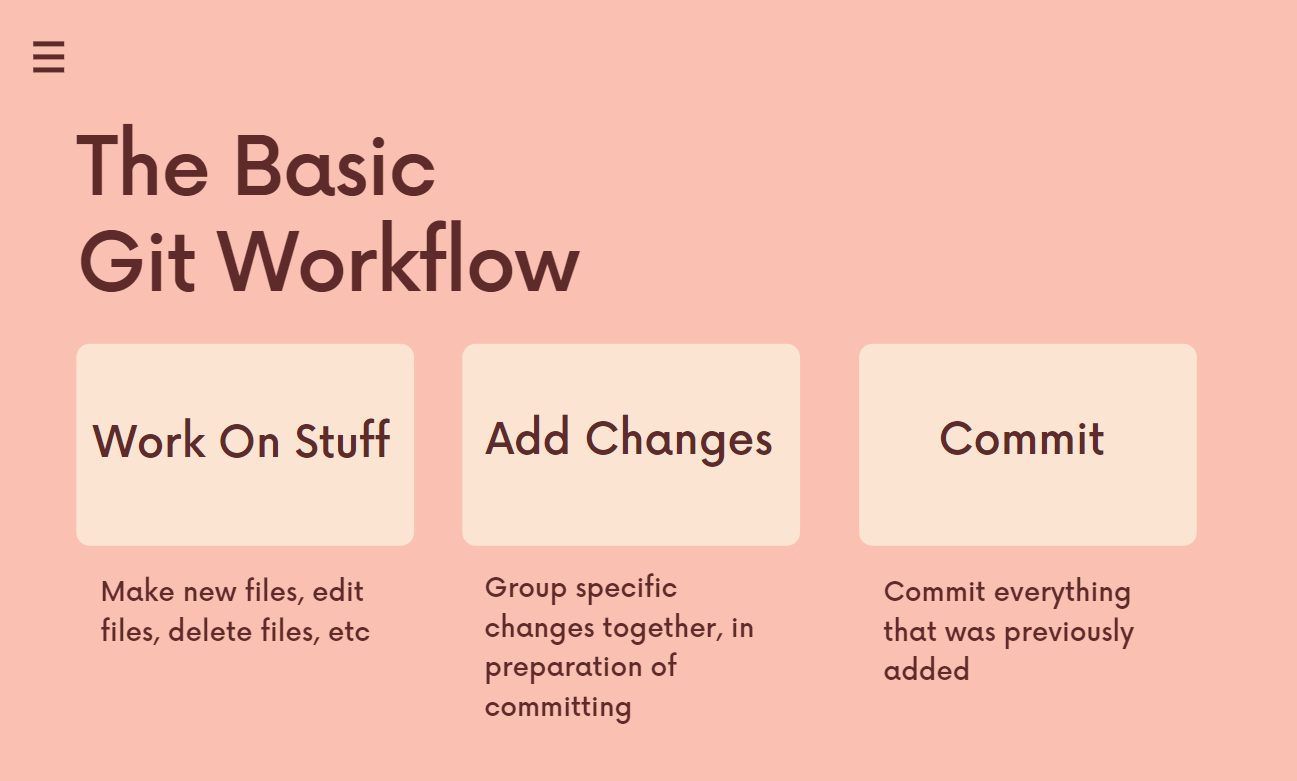 The Basic
Git Workflow
Work On Stuff
Add Changes
Commit
Make new files, edit
files, delete files, etc
Group specific
changes together, in
preparation of
committing
Commit everything
that was previously
added